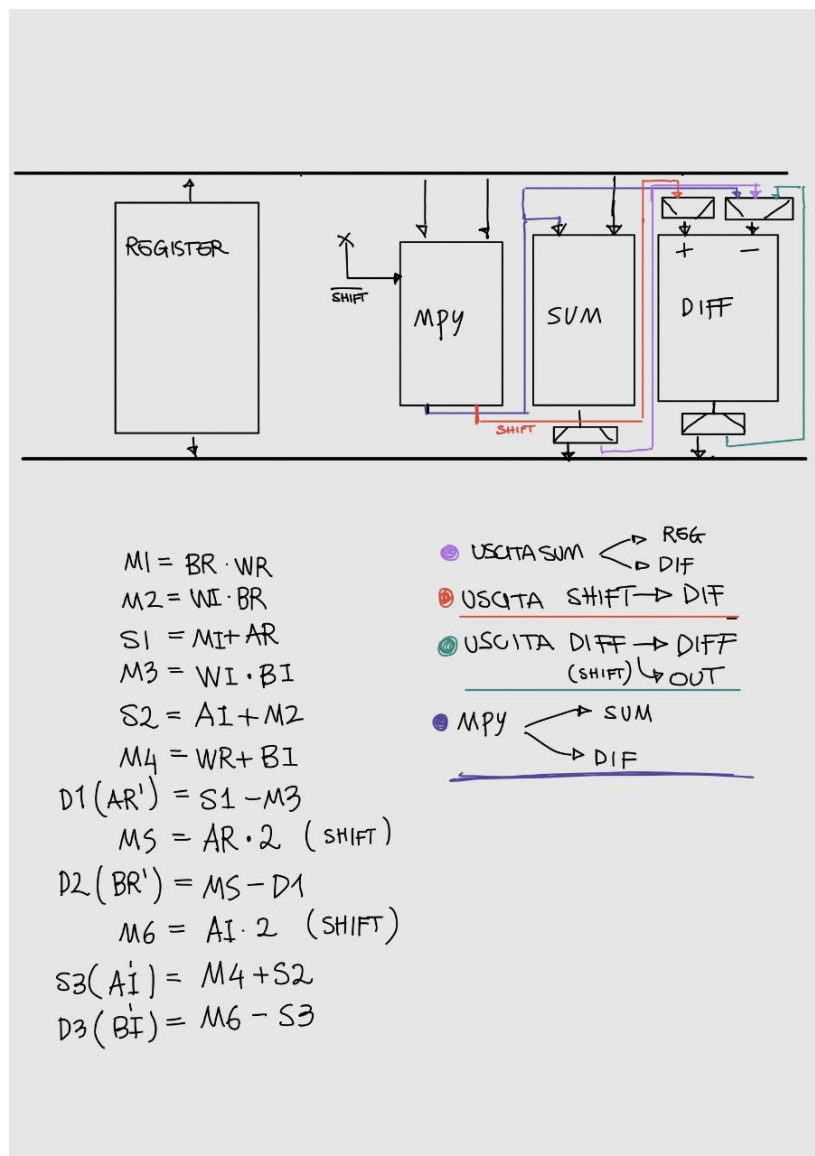 REGISTER
X
SHIFT
MPY
SUM
+ −
DIFF
SHIFT
M1 = BR · WR
M2 = WI · BR
S1 = M1 + AR
M3 = WI · BI
S2 = AI + M2
M4 = WR + BI
D1 (AR') = S1 − M3
M5 = AR · 2 (SHIFT)
D2 (BR') = M5 − D1
M6 = AI · 2 (SHIFT)
S3 (AI') = M4 + S2
D3 (BI') = M6 − S3
USCITA SUM REG
DIF
USCITA SHIFT → DIF
USCITA DIFF → DIFF
(SHIFT) OUT
MPY SUM
DIF